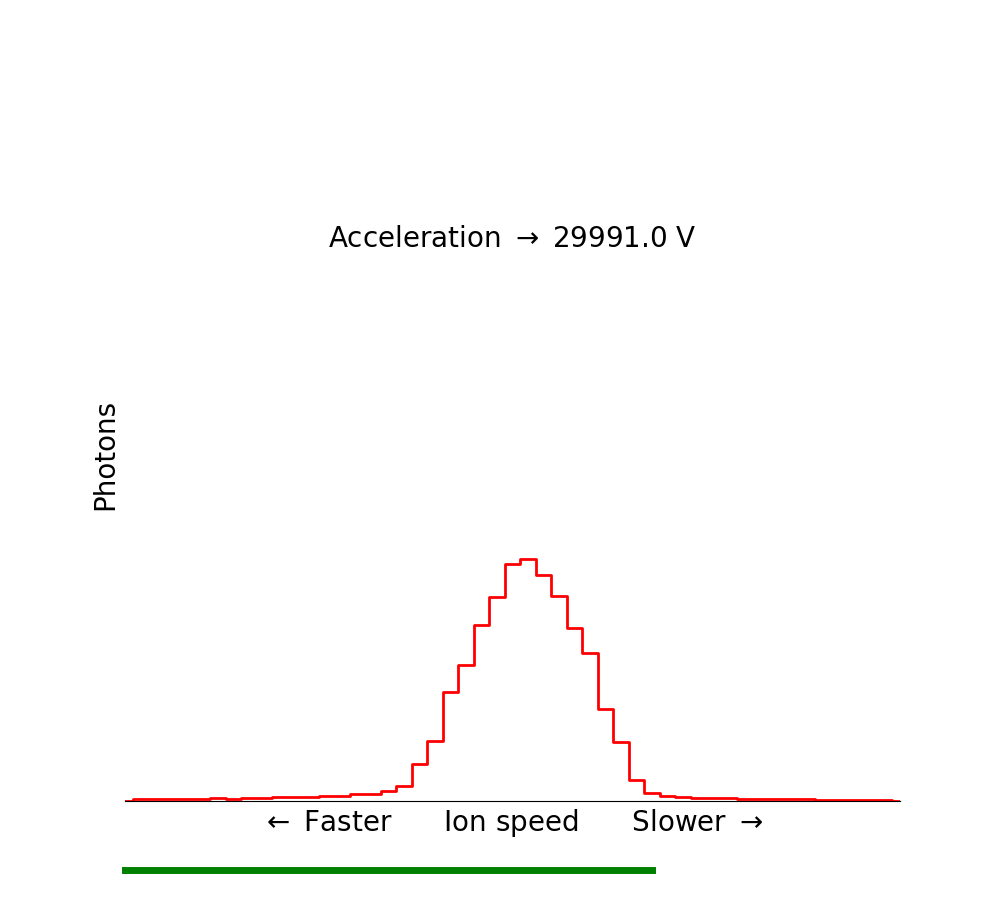 Acceleration → 29991.0 V
Photons
← Faster Ion speed Slower →